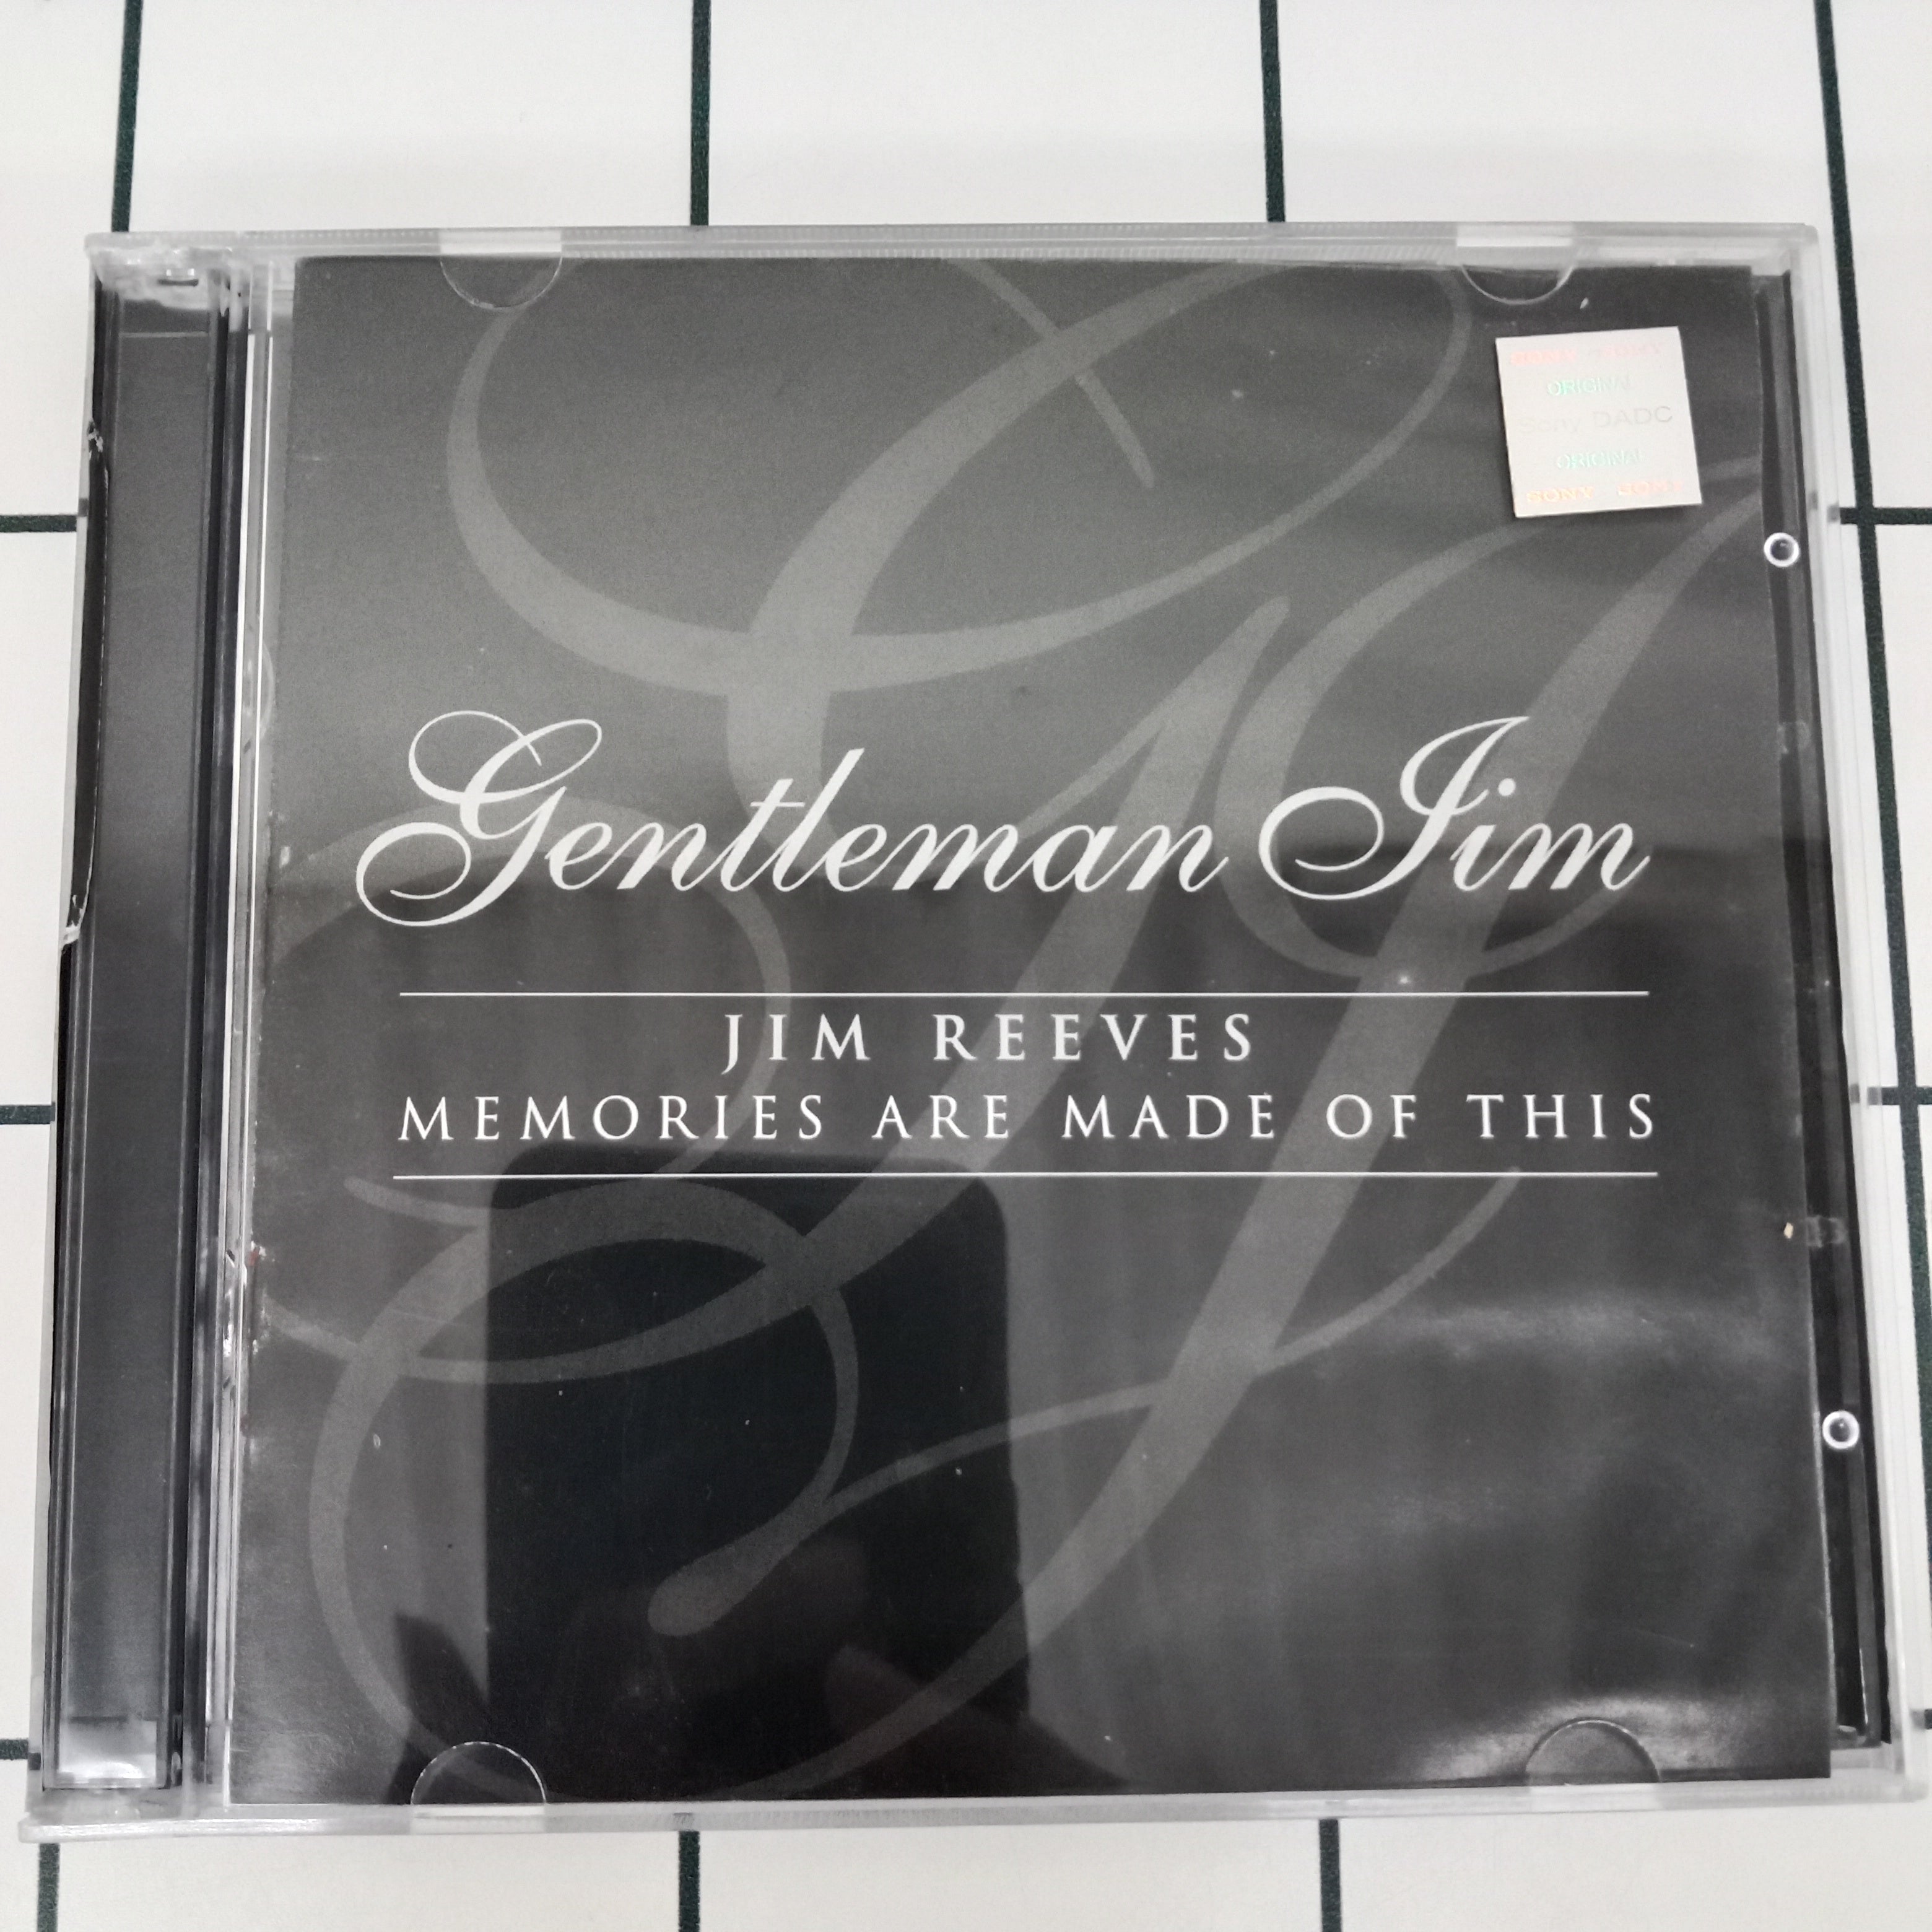 SONY SONY
ORIGINAL
Sony DADC
ORIGINAL
SONY SONY
Gentleman Jim
JIM REEVES
MEMORIES ARE MADE OF THIS